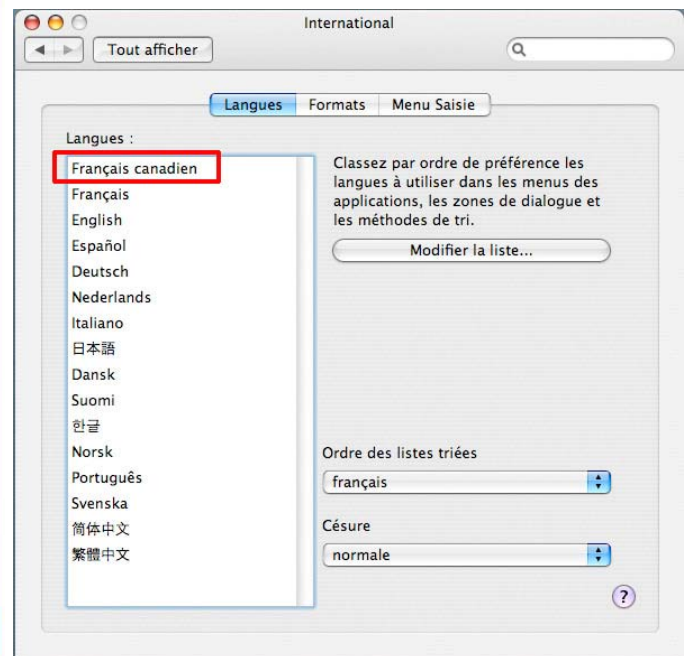 International
Tout afficher
Langues Formats Menu Saisie
Langues :
Français canadien
Français
English
Español
Deutsch
Nederlands
Italiano
日本語
Dansk
Suomi
한글
Norsk
Português
Svenska
简体中文
繁體中文
Classez par ordre de préférence les
langues à utiliser dans les menus des
applications, les zones de dialogue et
les méthodes de tri.
Modifier la liste...
Ordre des listes triées
français
Césure
normale
?